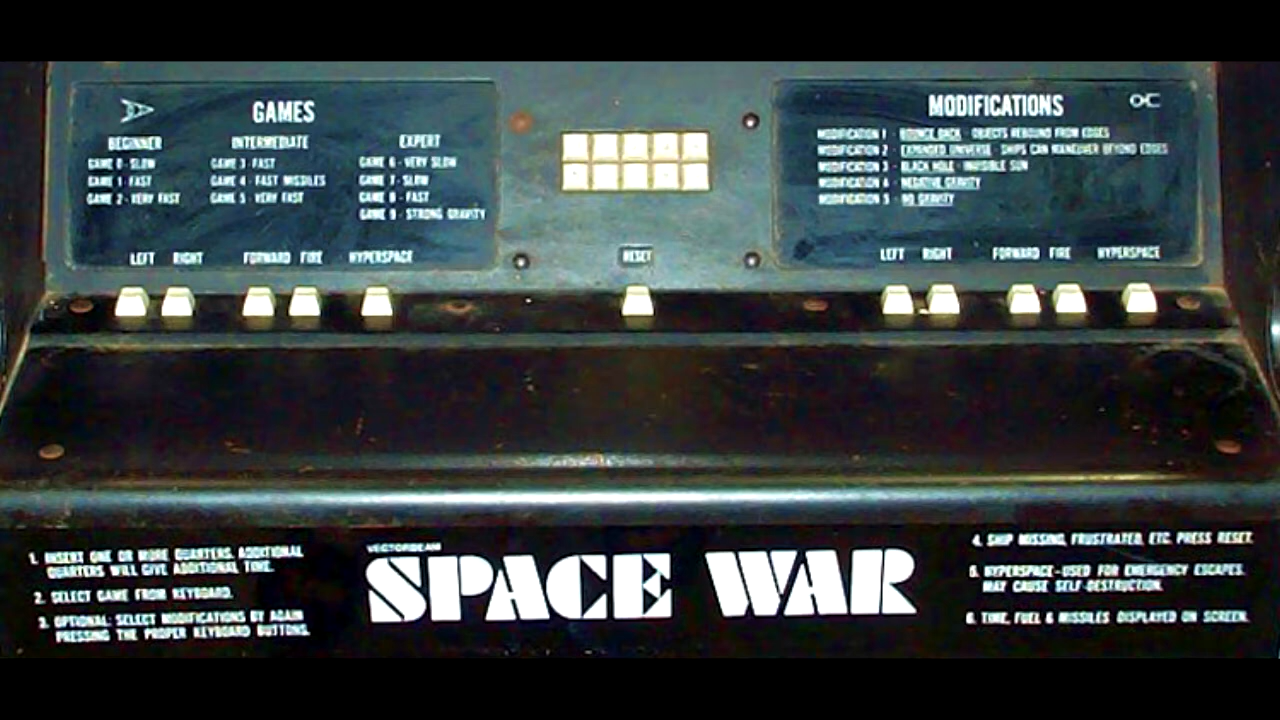 GAMES
BEGINNER INTERMEDIATE EXPERT
GAME 0 - SLOW GAME 3 - FAST GAME 6 - VERY SLOW
GAME 1 - FAST GAME 4 - FAST MISSILES GAME 7 - SLOW
GAME 2 - VERY FAST GAME 5 - VERY FAST GAME 8 - FAST
GAME 9 - STRONG GRAVITY
LEFT RIGHT FORWARD FIRE HYPERSPACE
RESET
MODIFICATIONS
MODIFICATION 1 - BOUNCE BACK - OBJECTS REBOUND FROM EDGES
MODIFICATION 2 - EXPANDED UNIVERSE - SHIPS CAN MANEUVER BEYOND EDGES
MODIFICATION 3 - BLACK HOLE - INVISIBLE SUN
MODIFICATION 4 - NEGATIVE GRAVITY
MODIFICATION 5 - NO GRAVITY
LEFT RIGHT FORWARD FIRE HYPERSPACE
1. INSERT ONE OR MORE QUARTERS. ADDITIONAL
QUARTERS WILL GIVE ADDITIONAL TIME.
2. SELECT GAME FROM KEYBOARD.
3. OPTIONAL: SELECT MODIFICATIONS BY AGAIN
PRESSING THE PROPER KEYBOARD BUTTONS.
VECTORBEAM
SPACE WAR
4. SHIP MISSING, FRUSTRATED, ETC. PRESS RESET.
5. HYPERSPACE - USED FOR EMERGENCY ESCAPES.
MAY CAUSE SELF-DESTRUCTION.
6. TIME, FUEL & MISSILES DISPLAYED ON SCREEN.